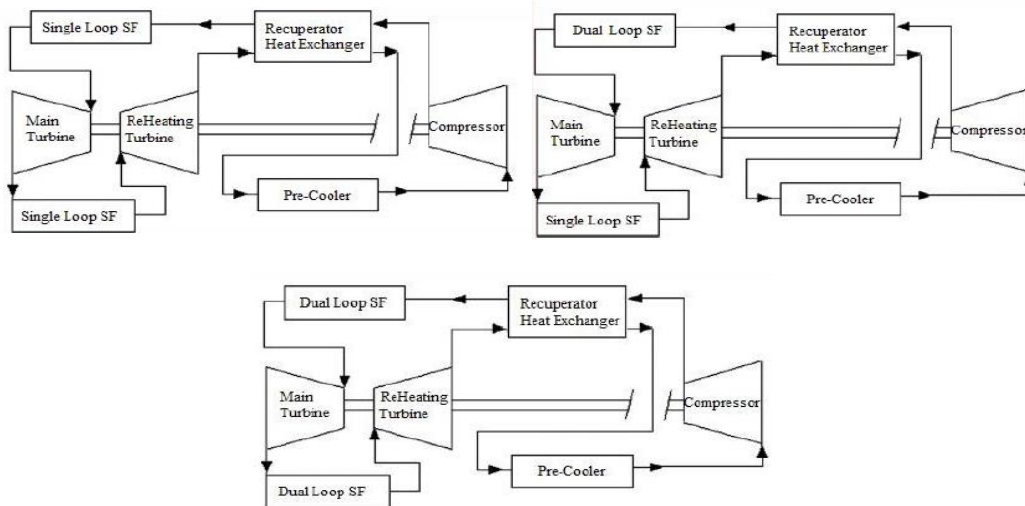 Single Loop SF
Recuperator
Heat Exchanger
Main
Turbine
ReHeating
Turbine
Compressor
Pre-Cooler
Single Loop SF
Dual Loop SF
Recuperator
Heat Exchanger
Main
Turbine
ReHeating
Turbine
Compressor
Pre-Cooler
Single Loop SF
Dual Loop SF
Recuperator
Heat Exchanger
Main
Turbine
ReHeating
Turbine
Compressor
Pre-Cooler
Dual Loop SF